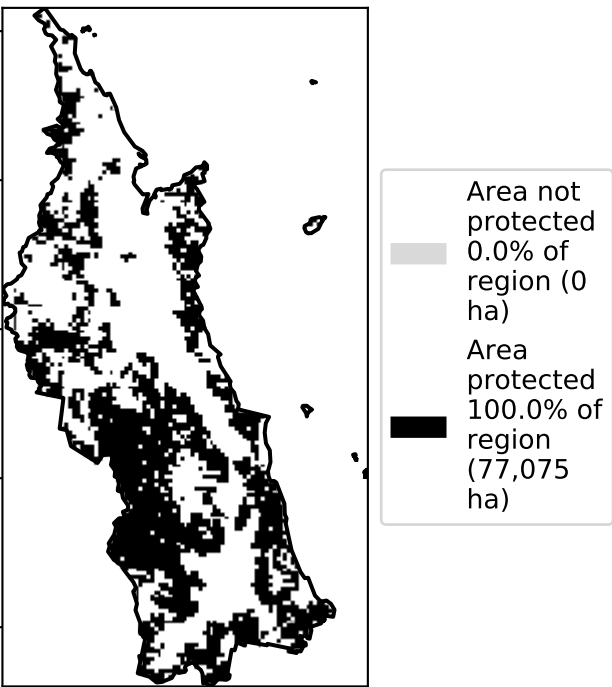 Area not
protected
0.0% of
region (0
ha)
Area
protected
100.0% of
region
(77,075
ha)